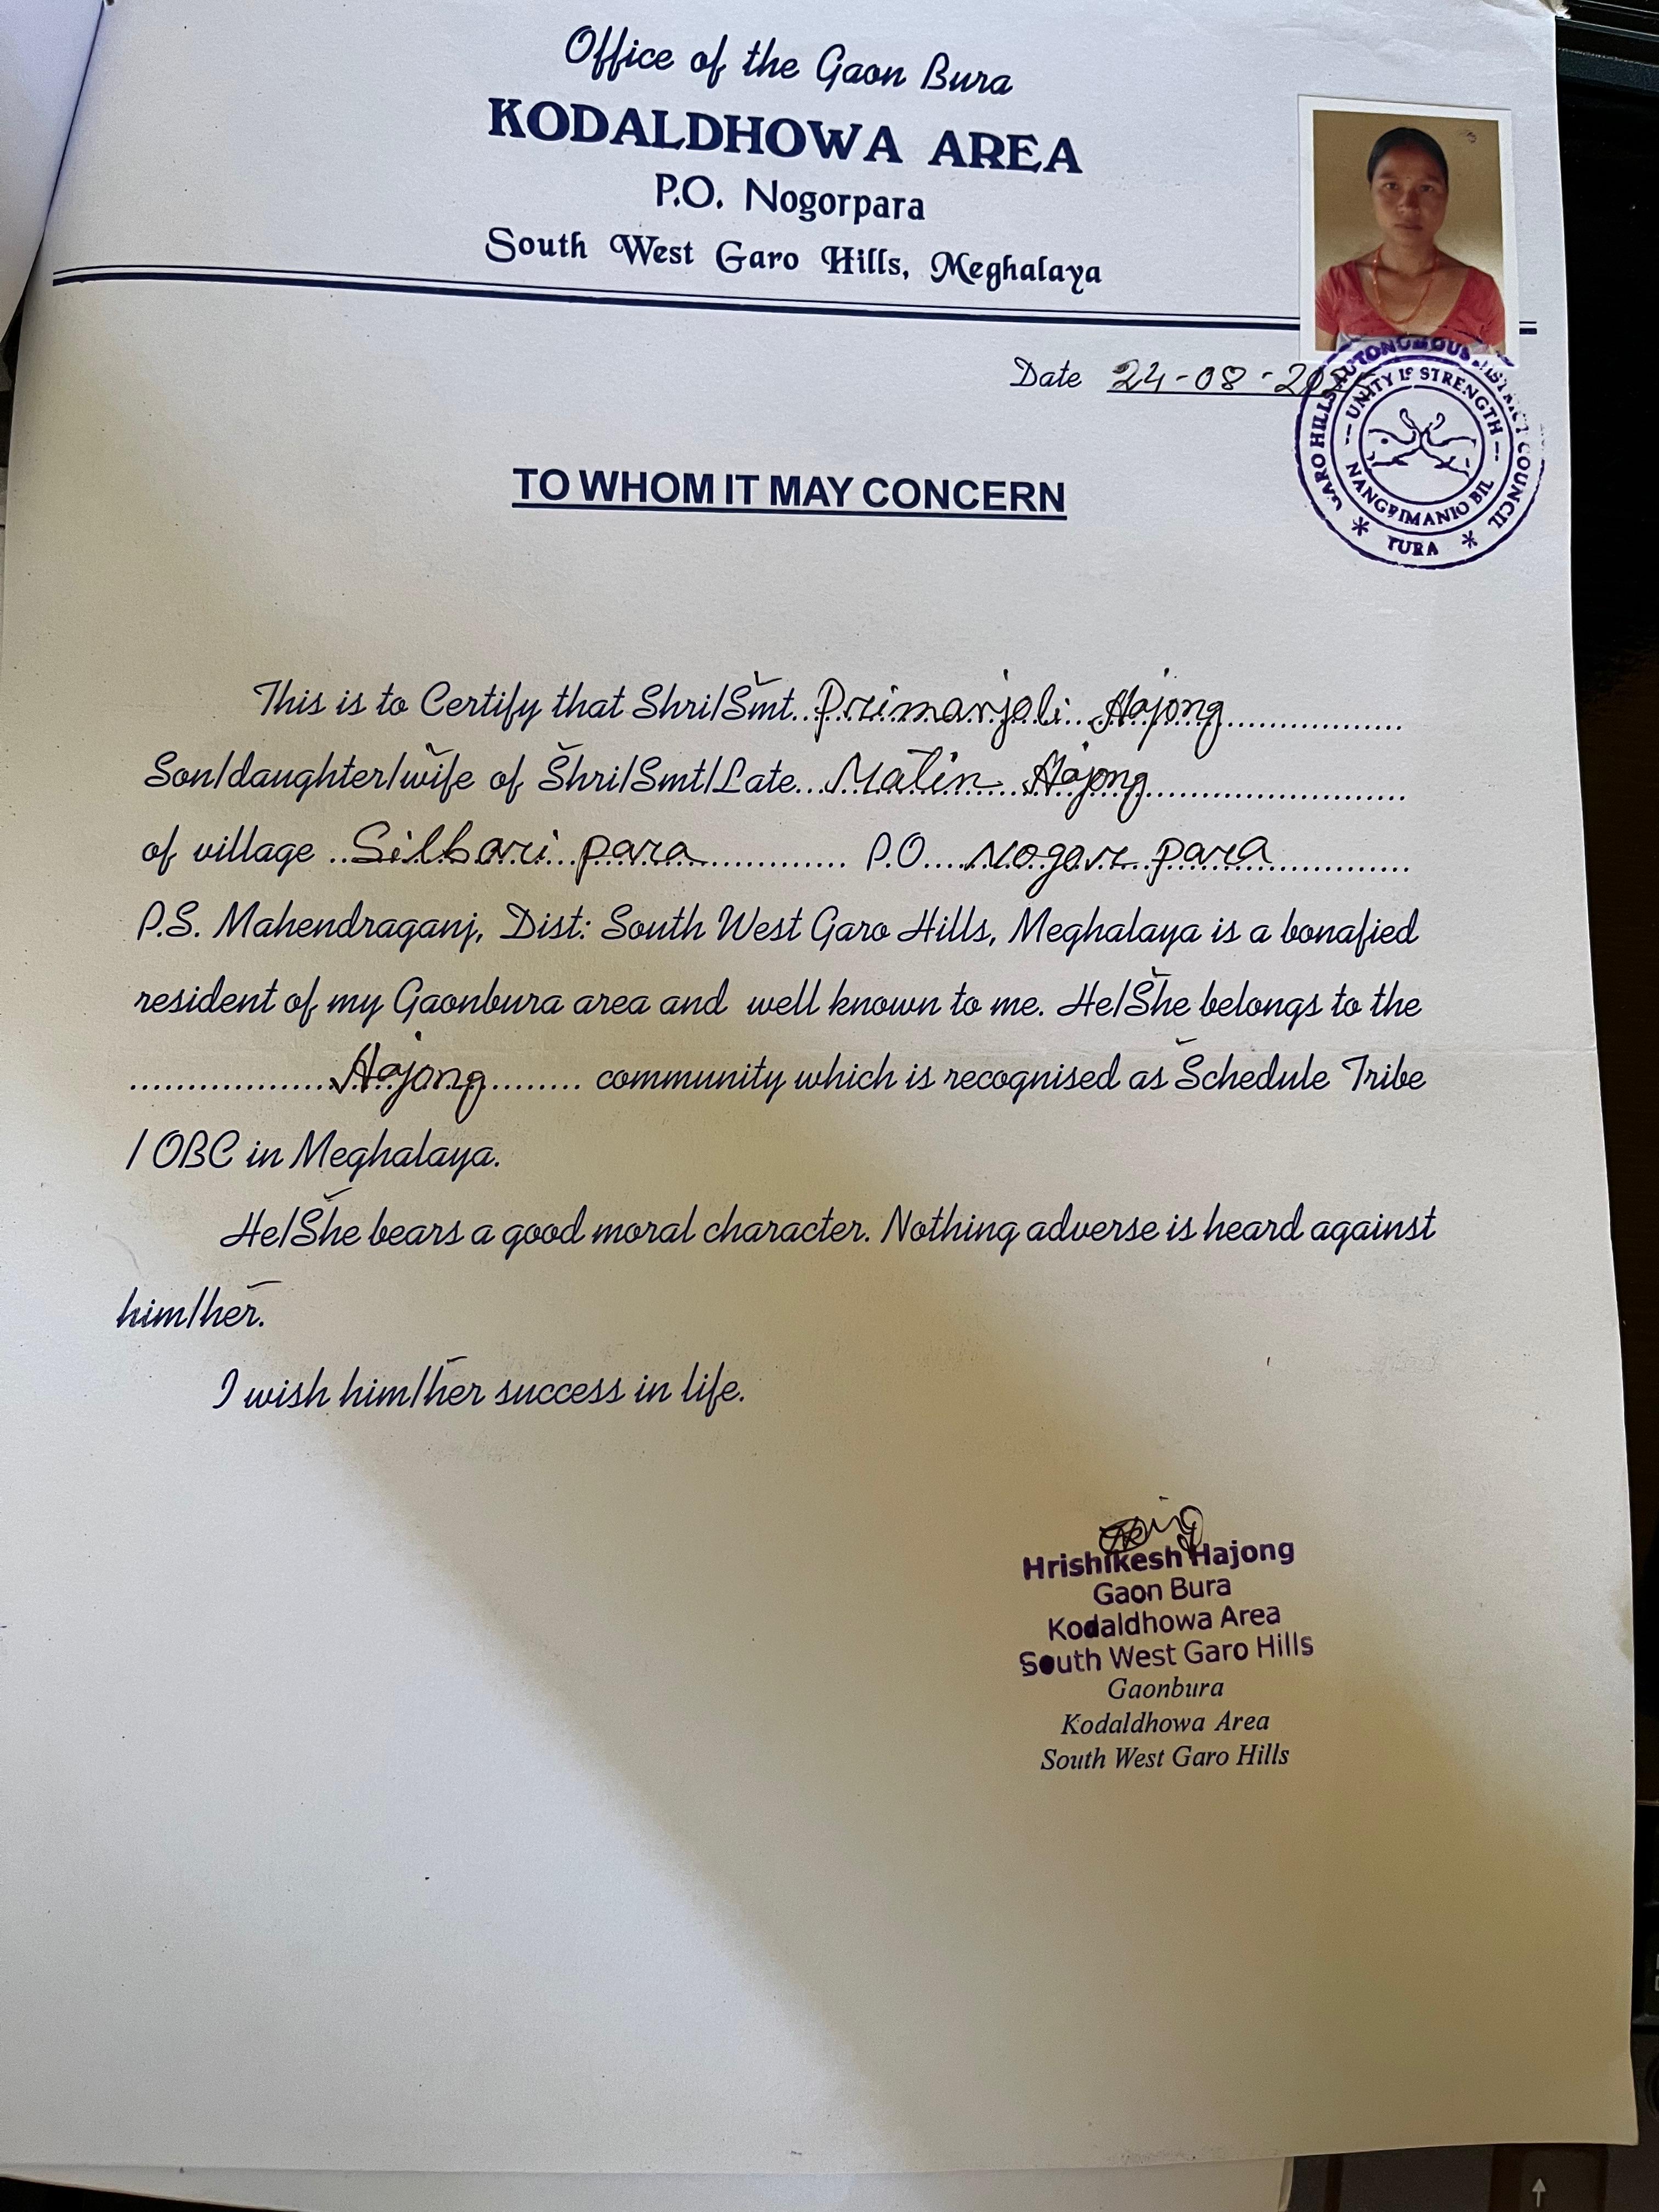 Office of the Gaon Bura
KODALDHOWA AREA
P.O. Nogorpara
South West Garo Hills, Meghalaya
Date 24-08-20
GARO HILLS AUTONOMOUS DISTRICT COUNCIL
UNITY IS STRENGTH
BIL
* TURA *
TO WHOM IT MAY CONCERN
This is to Certify that Shri/Smt. Primanjali Hajong
Son/daughter/wife of Shri/Smt/Late Malin Hajong
of village Silbari para P.O. Nogor para
P.S. Mahendraganj, Dist: South West Garo Hills, Meghalaya is a bonafied
resident of my Gaonbura area and well known to me. He/She belongs to the
Hajong community which is recognised as Schedule Tribe
/ OBC in Meghalaya.
He/She bears a good moral character. Nothing adverse is heard against
him/her.
I wish him/her success in life.
Hrishikesh Hajong
Gaon Bura
Kodaldhowa Area
South West Garo Hills
Gaonbura
Kodaldhowa Area
South West Garo Hills